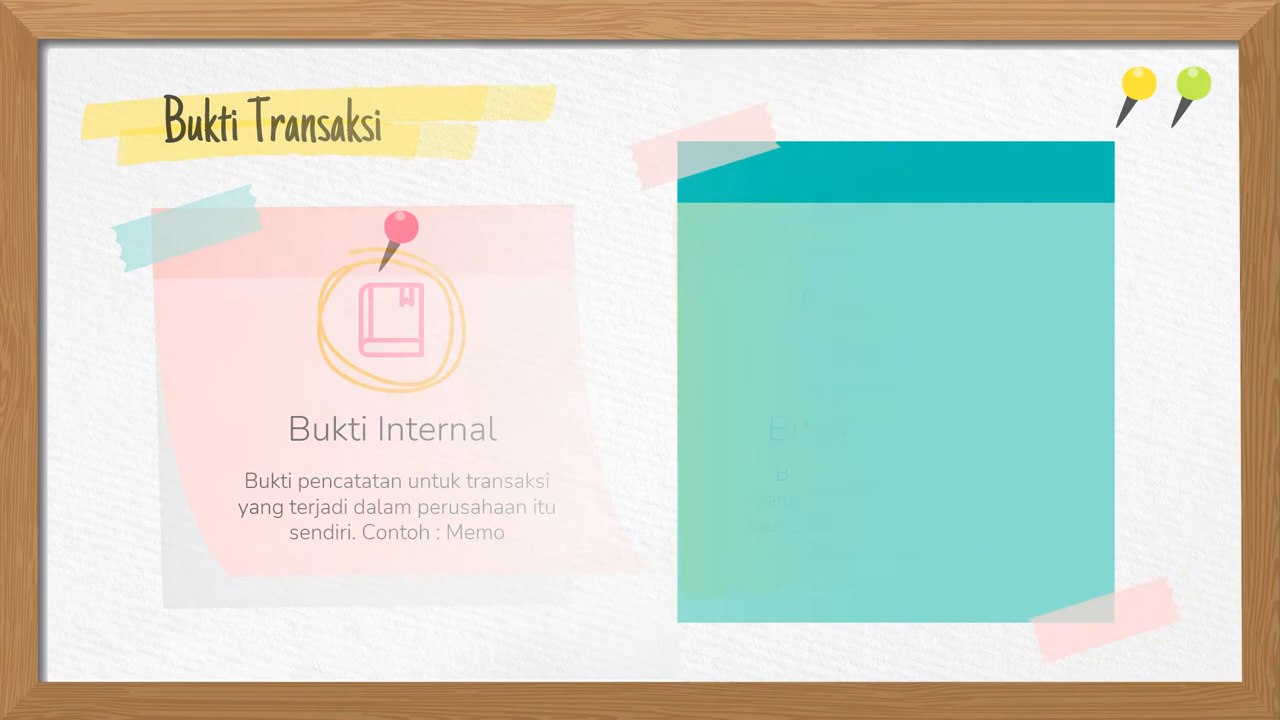 Bukti Transaksi
Bukti Internal
Bukti pencatatan untuk transaksi
yang terjadi dalam perusahaan itu
sendiri. Contoh : Memo